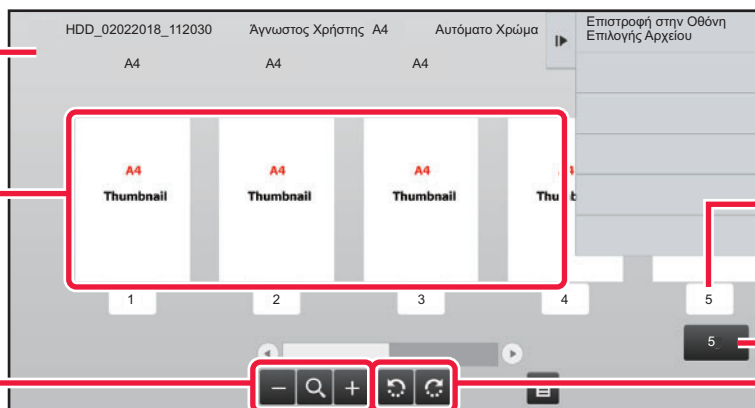 HDD_02022018_112030 Άγνωστος Χρήστης A4 Αυτόματο Χρώμα
Επιστροφή στην Οθόνη
Επιλογής Αρχείου
A4 A4 A4
A4 A4 A4
Thumbnail Thumbnail Thumbnail
1 2 3 4 5
5